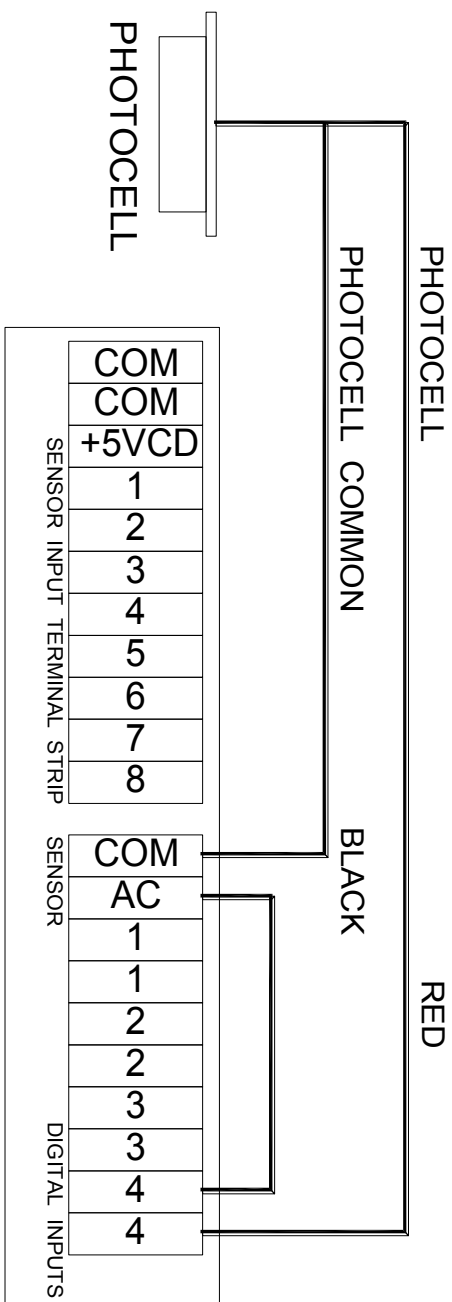 PHOTOCELL
PHOTOCELL
PHOTOCELL COMMON
BLACK
RED
COM
COM
+5VCD
1
2
3
4
5
6
7
8
SENSOR INPUT TERMINAL STRIP
COM
AC
1
1
2
2
3
3
4
4
SENSOR
DIGITAL INPUTS